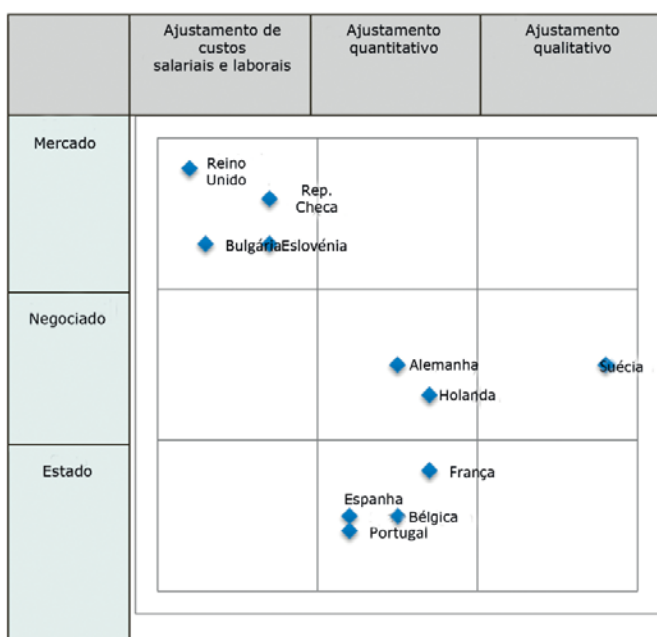 Ajustamento de
custos
salariais e laborais
Ajustamento
quantitativo
Ajustamento
qualitativo
Mercado
Reino
Unido
Rep.
Checa
Bulgária
Eslovénia
Negociado
Alemanha
Suécia
Holanda
Estado
França
Espanha
Bélgica
Portugal